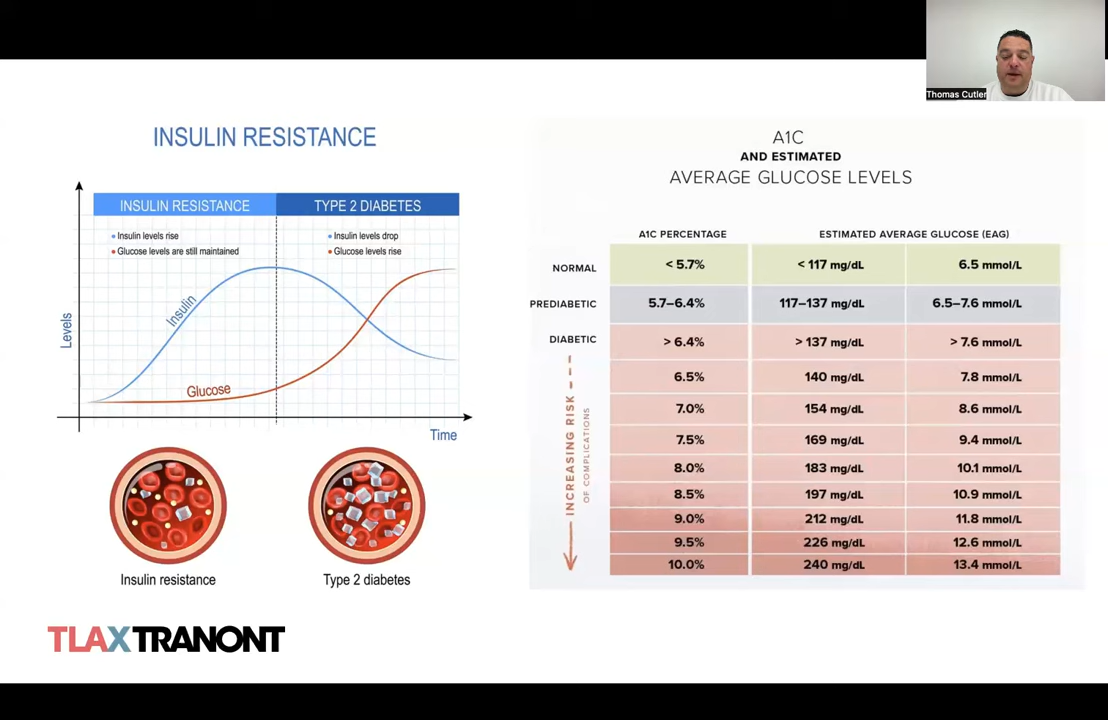 Thomas Cutler
INSULIN RESISTANCE
INSULIN RESISTANCE TYPE 2 DIABETES
Insulin levels rise
Glucose levels are still maintained
Insulin levels drop
Glucose levels rise
Levels
Insulin
Glucose
Time
Insulin resistance
Type 2 diabetes
TLAXTRANONT
A1C
AND ESTIMATED
AVERAGE GLUCOSE LEVELS
A1C PERCENTAGE ESTIMATED AVERAGE GLUCOSE (EAG)
NORMAL < 5.7% < 117 mg/dL 6.5 mmol/L
PREDIABETIC 5.7–6.4% 117–137 mg/dL 6.5–7.6 mmol/L
DIABETIC > 6.4% > 137 mg/dL > 7.6 mmol/L
6.5% 140 mg/dL 7.8 mmol/L
7.0% 154 mg/dL 8.6 mmol/L
7.5% 169 mg/dL 9.4 mmol/L
8.0% 183 mg/dL 10.1 mmol/L
8.5% 197 mg/dL 10.9 mmol/L
9.0% 212 mg/dL 11.8 mmol/L
9.5% 226 mg/dL 12.6 mmol/L
10.0% 240 mg/dL 13.4 mmol/L
INCREASING RISK
OF COMPLICATIONS